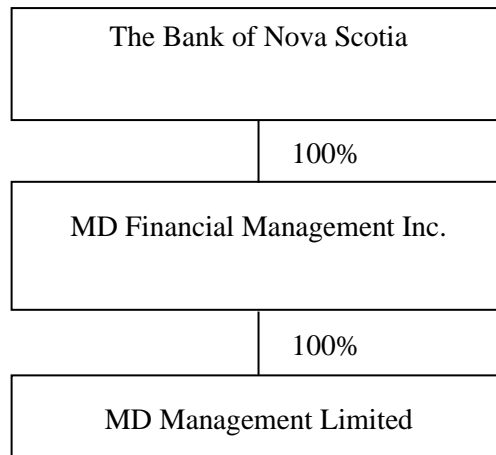 The Bank of Nova Scotia
100%
MD Financial Management Inc.
100%
MD Management Limited